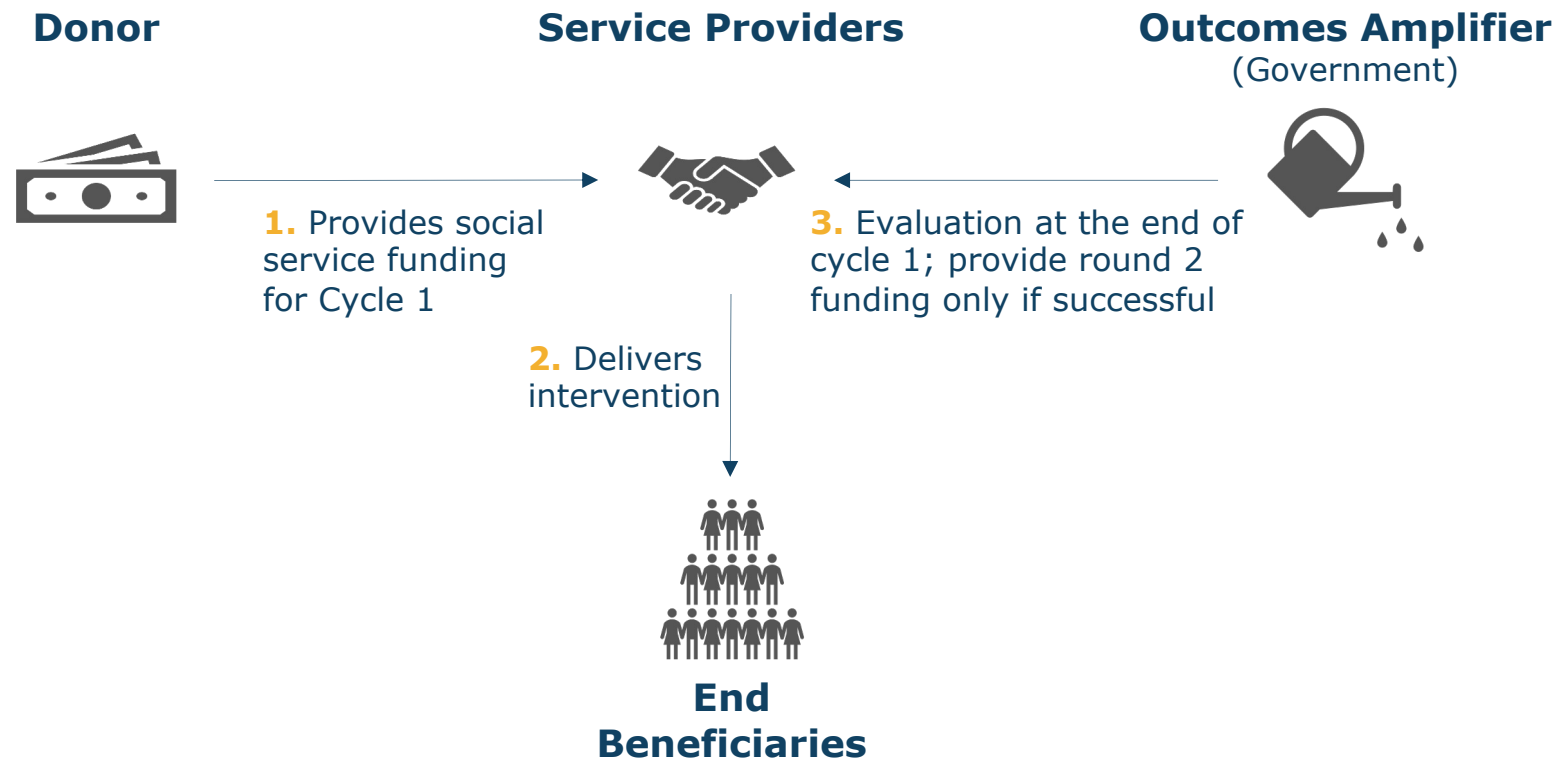 Donor
Service Providers
Outcomes Amplifier
(Government)
1. Provides social
service funding
for Cycle 1
3. Evaluation at the end of
cycle 1; provide round 2
funding only if successful
2. Delivers
intervention
End
Beneficiaries